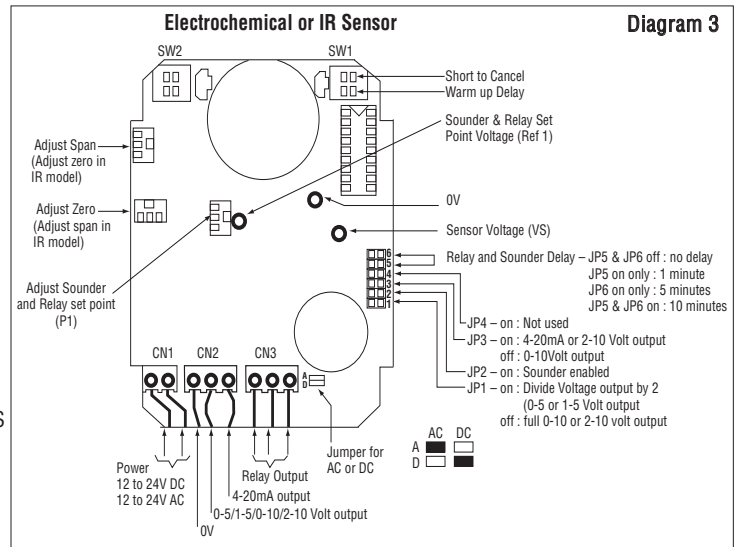 Electrochemical or IR Sensor
Diagram 3
SW2
SW1
Short to Cancel
Warm up Delay
Sounder & Relay Set
Point Voltage (Ref 1)
Adjust Span
(Adjust zero in
IR model)
0V
Adjust Zero
(Adjust span in
IR model)
Sensor Voltage (VS)
6
5
4
3
2
1
Relay and Sounder Delay – JP5 & JP6 off : no delay
JP5 on only : 1 minute
JP6 on only : 5 minutes
JP5 & JP6 on : 10 minutes
Adjust Sounder
and Relay set point
(P1)
JP4 – on : Not used
JP3 – on : 4-20mA or 2-10 Volt output
off : 0-10Volt output
JP2 – on : Sounder enabled
JP1 – on : Divide Voltage output by 2
(0-5 or 1-5 Volt output
off : full 0-10 or 2-10 volt output
CN1
CN2
CN3
A
D
AC DC
A
D
Jumper for
AC or DC
Power
12 to 24V DC
12 to 24V AC
Relay Output
4-20mA output
0-5/1-5/0-10/2-10 Volt output
0V
S